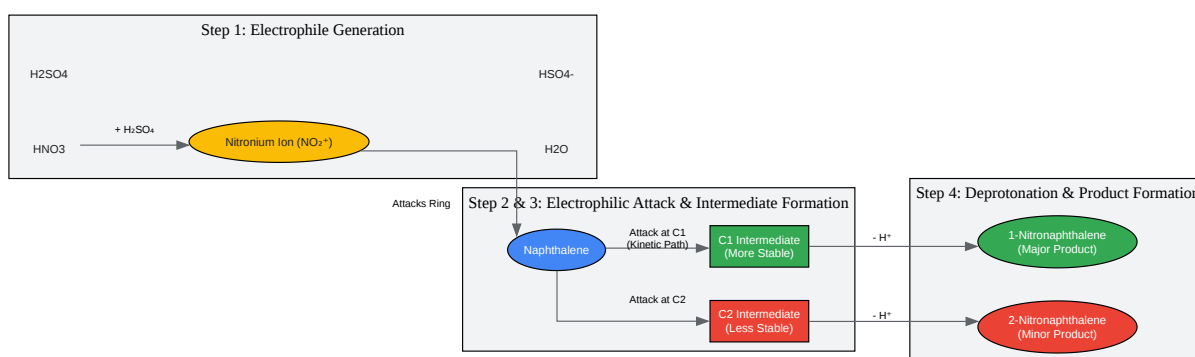 Step 1: Electrophile Generation
H2SO4
HSO4-
+ H₂SO₄
HNO3
Nitronium Ion (NO₂⁺)
H2O
Attacks Ring
Step 2 & 3: Electrophilic Attack & Intermediate Formation
Step 4: Deprotonation & Product Formation
Naphthalene
Attack at C1
(Kinetic Path)
C1 Intermediate
(More Stable)
- H⁺
1-Nitronaphthalene
(Major Product)
Attack at C2
C2 Intermediate
(Less Stable)
- H⁺
2-Nitronaphthalene
(Minor Product)